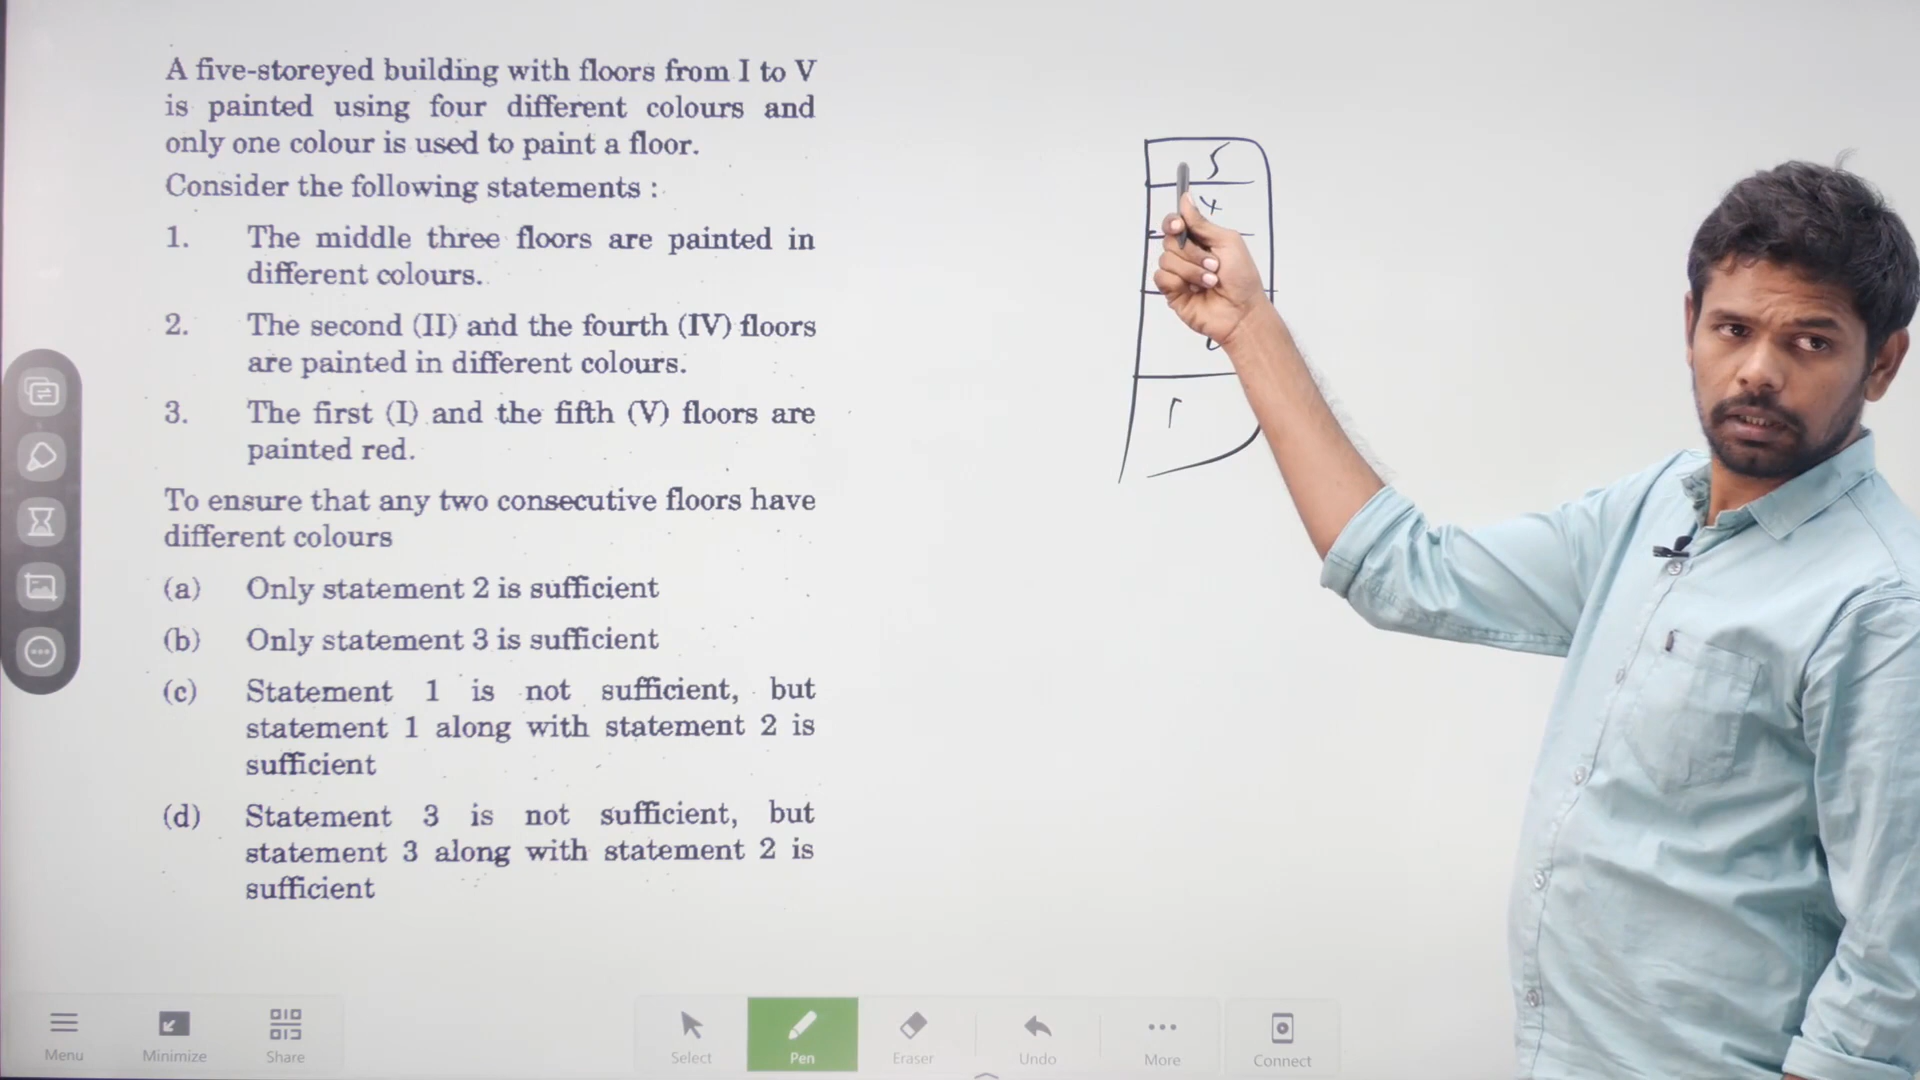 A five-storeyed building with floors from I to V
is painted using four different colours and
only one colour is used to paint a floor.
Consider the following statements :
1. The middle three floors are painted in
different colours.
2. The second (II) and the fourth (IV) floors
are painted in different colours.
3. The first (I) and the fifth (V) floors are
painted red.
To ensure that any two consecutive floors have
different colours
(a) Only statement 2 is sufficient
(b) Only statement 3 is sufficient
(c) Statement 1 is not sufficient, but
statement 1 along with statement 2 is
sufficient
(d) Statement 3 is not sufficient, but
statement 3 along with statement 2 is
sufficient
5
4
Menu
Minimize
Share
Select
Pen
Eraser
Undo
More
Connect